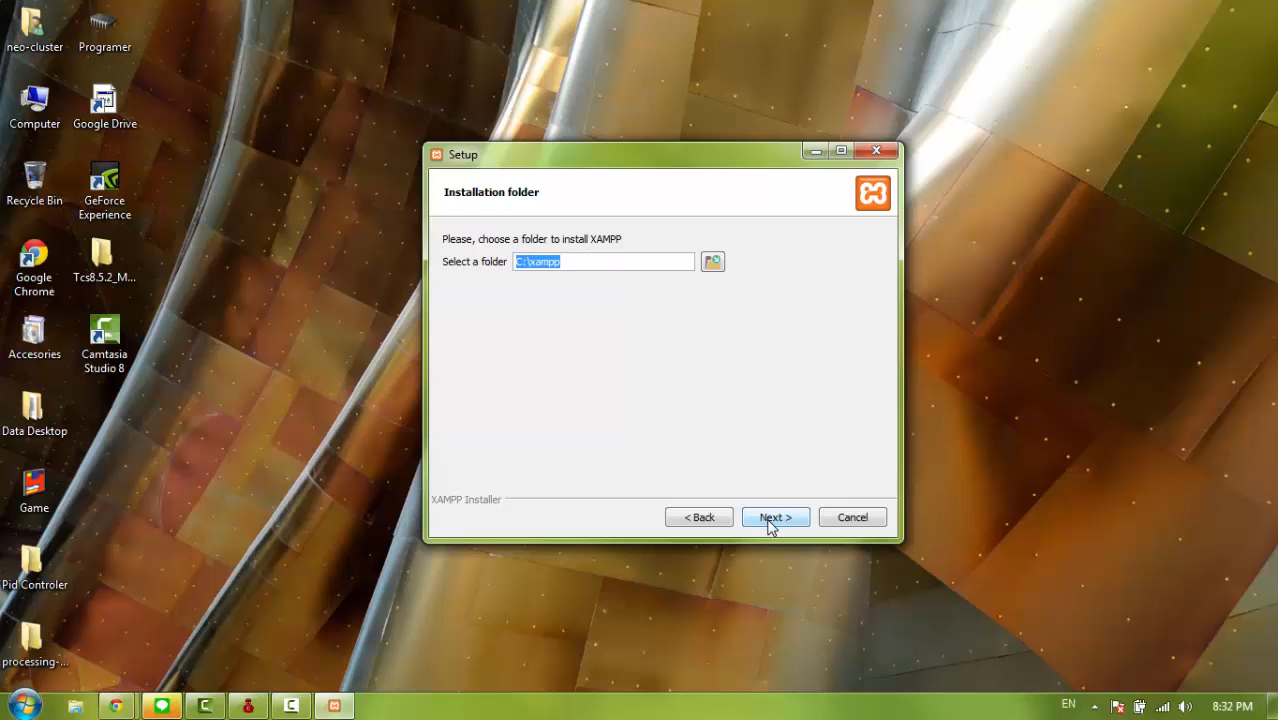 neo-cluster
Programer
Computer
Google Drive
Recycle Bin
GeForce
Experience
Google
Chrome
Tcs8.5.2_M...
Accesories
Camtasia
Studio 8
Data Desktop
Game
Pid Controler
processing-...
Setup
Installation folder
Please, choose a folder to install XAMPP
Select a folder
C:\xampp
XAMPP Installer
< Back
Next >
Cancel
EN
8:32 PM